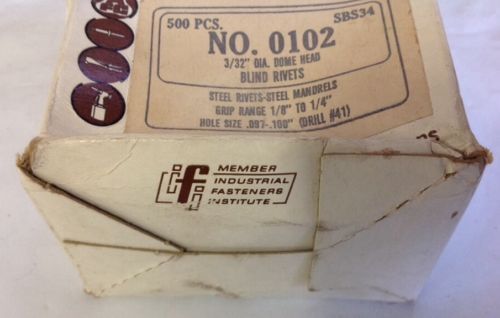 500 PCS. SBS34
NO. 0102
3/32" DIA. DOME HEAD
BLIND RIVETS
STEEL RIVETS-STEEL MANDRELS
GRIP RANGE 1/8" TO 1/4"
HOLE SIZE .097-.100" (DRILL #41)
ifi MEMBER
INDUSTRIAL
FASTENERS
INSTITUTE